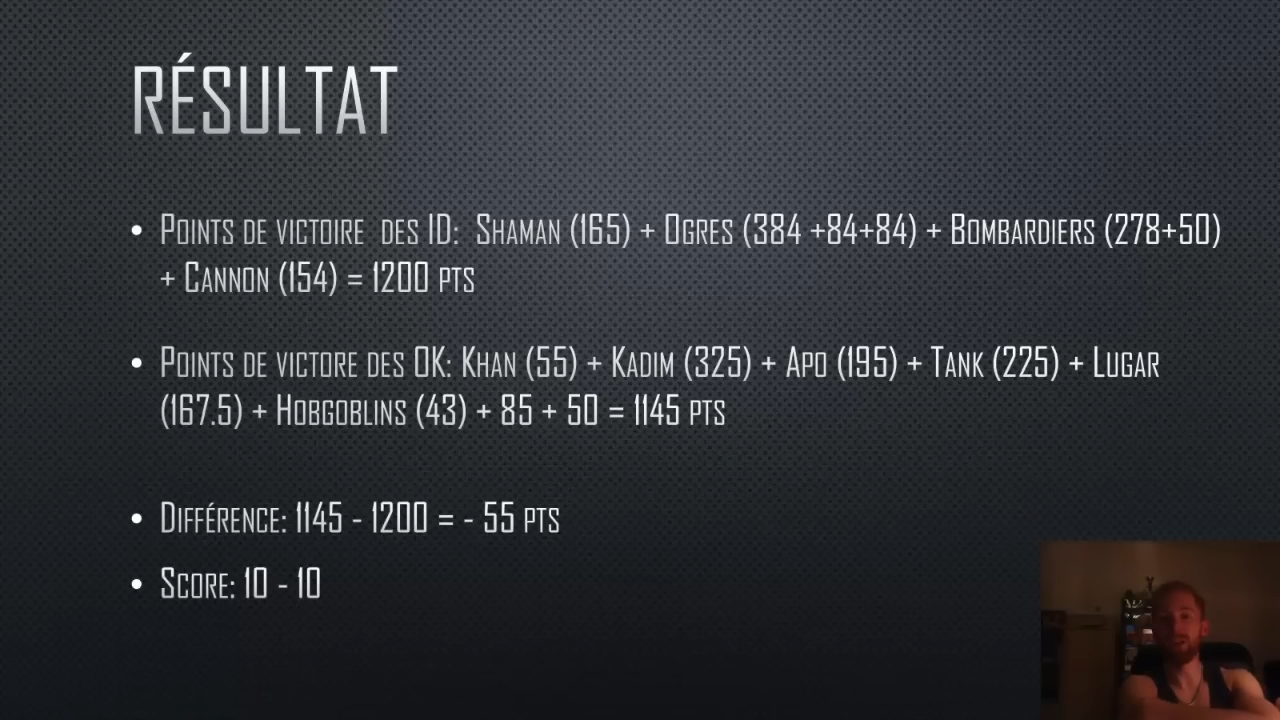 RÉSULTAT
• POINTS DE VICTOIRE DES ID: SHAMAN (165) + OGRES (384 +84+84) + BOMBARDIERS (278+50)
+ CANNON (154) = 1200 PTS
• POINTS DE VICTORE DES OK: KHAN (55) + KADIM (325) + APO (195) + TANK (225) + LUGAR
(167.5) + HOBGOBLINS (43) + 85 + 50 = 1145 PTS
• DIFFÉRENCE: 1145 - 1200 = - 55 PTS
• SCORE: 10 - 10